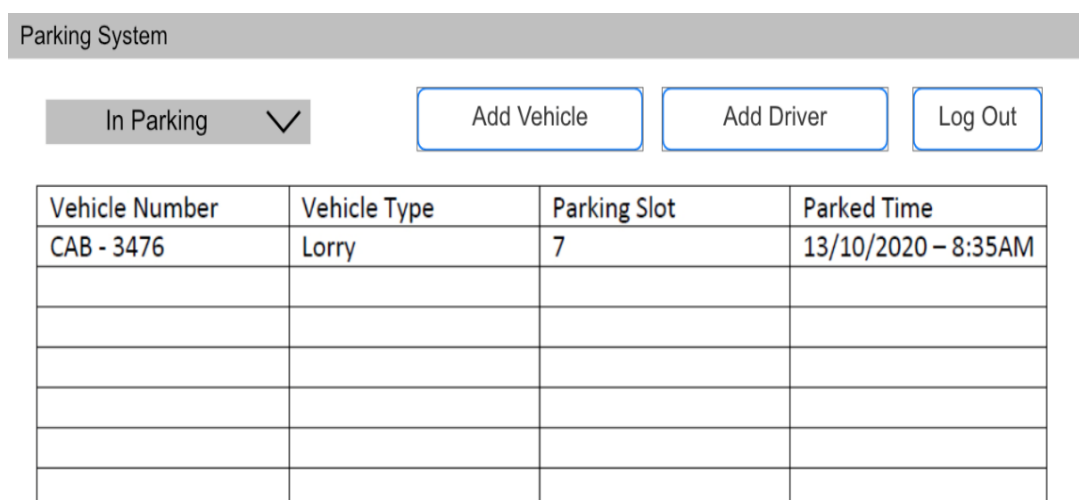 Parking System
In Parking Add Vehicle Add Driver Log Out
Vehicle Number Vehicle Type Parking Slot Parked Time
CAB - 3476 Lorry 7 13/10/2020 – 8:35AM